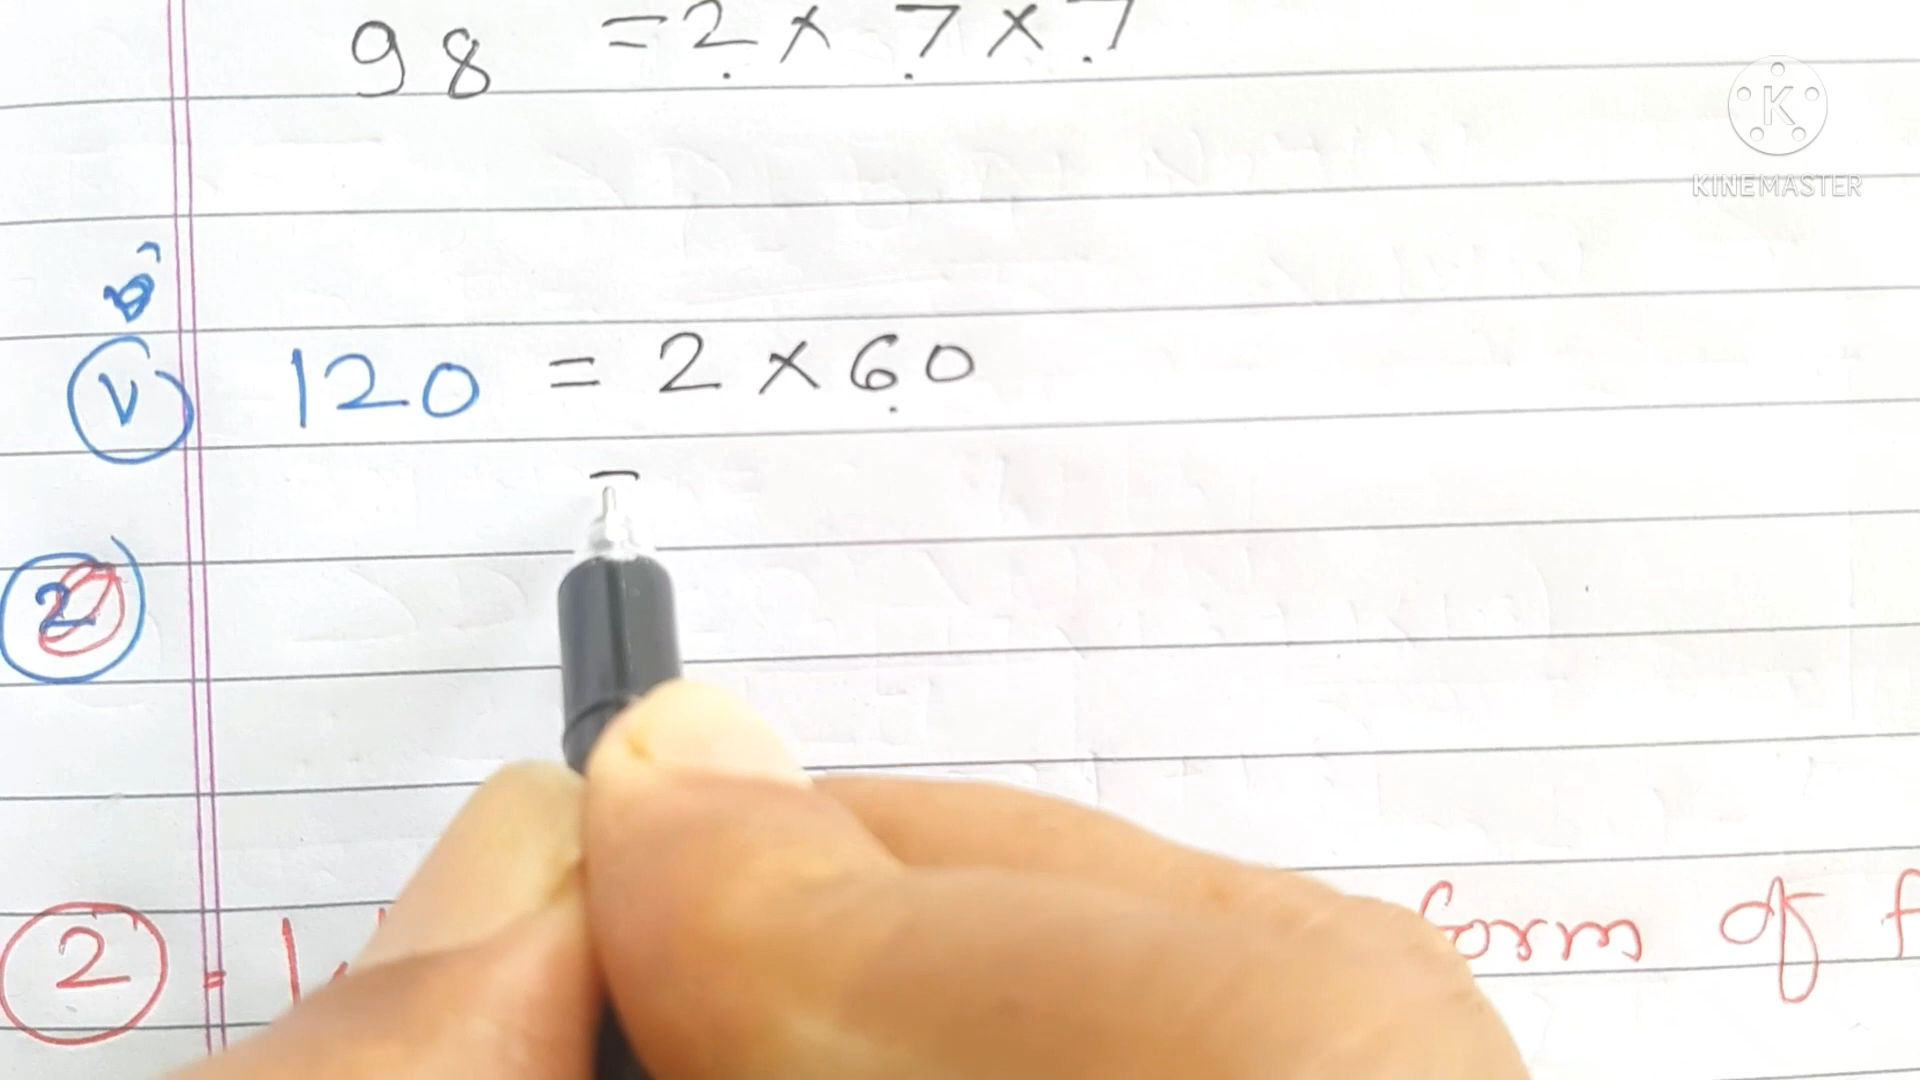 98 = 2 × 7 × 7
K
KINEMASTER
(v) 120 = 2 × 60
2
2 = form of